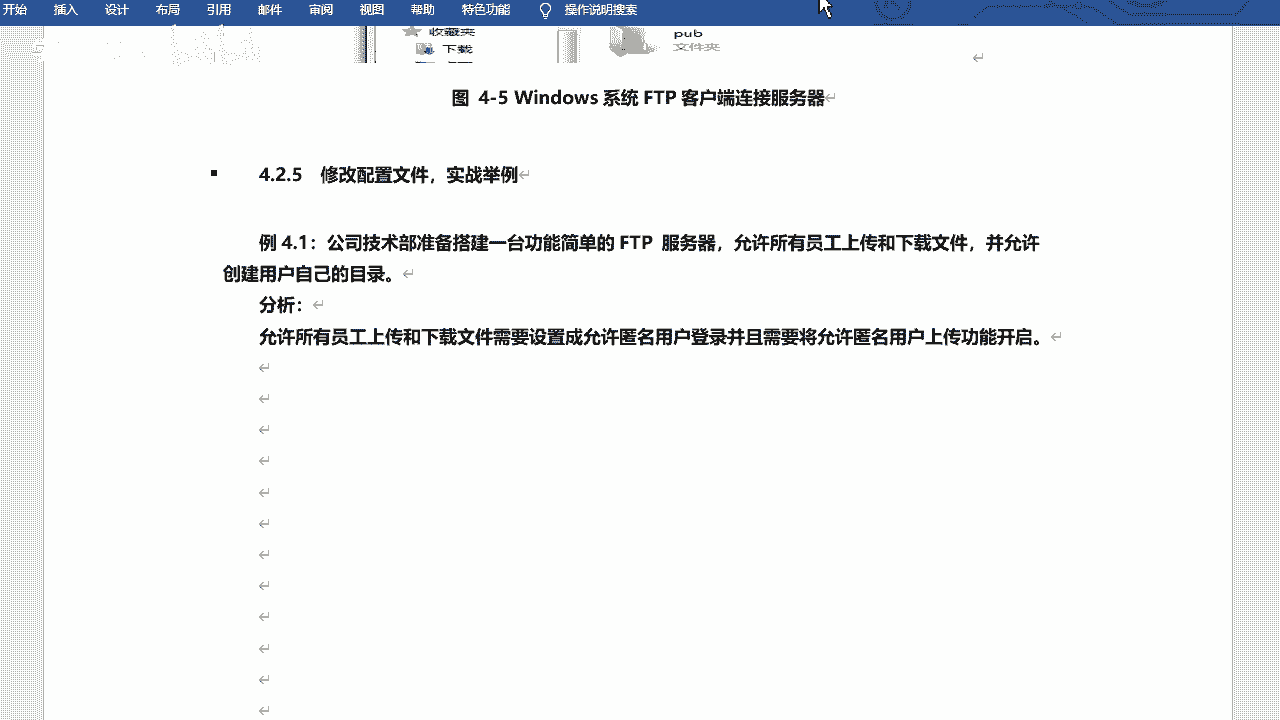 开始 插入 设计 布局 引用 邮件 审阅 视图 帮助 特色功能 操作说明搜索
收藏夹
pub
下载
文件夹
图 4-5 Windows 系统 FTP 客户端连接服务器
4.2.5 修改配置文件，实战举例
例 4.1：公司技术部准备搭建一台功能简单的 FTP 服务器，允许所有员工上传和下载文件，并允许
创建用户自己的目录。
分析：
允许所有员工上传和下载文件需要设置成允许匿名用户登录并且需要将允许匿名用户上传功能开启。